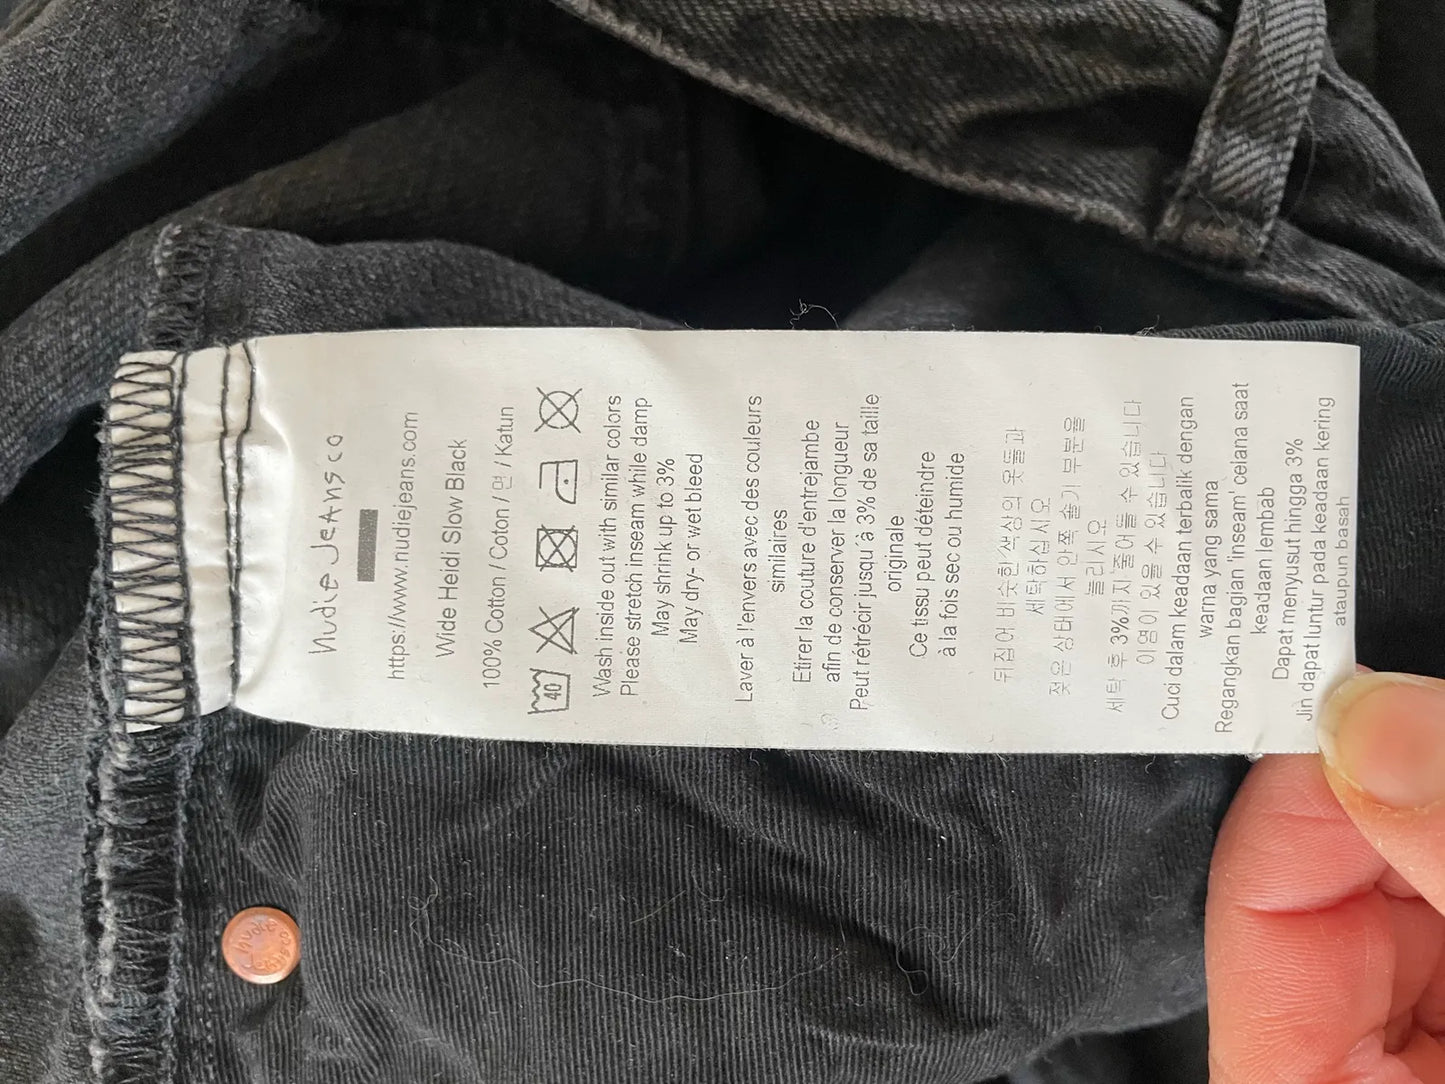 nudie Jeans co
https://www.nudiejeans.com
Wide Heidi Slow Black
100% Cotton / Coton / 면 / Katun
40
Wash inside out with similar colors
Please stretch inseam while damp
May shrink up to 3%
May dry- or wet bleed
Laver à l'envers avec des couleurs
similaires
Etirer la couture d'entrejambe
afin de conserver la longueur
Peut rétrécir jusqu'à 3% de sa taille
originale
Ce tissu peut déteindre
à la fois sec ou humide
뒤집어 비슷한 색상의 옷들과
세탁하십시오
젖은 상태에서 안쪽 솔기 부분을
늘리시오
세탁 후 3%까지 줄어들 수 있습니다
이염이 있을 수 있습니다
Cuci dalam keadaan terbalik dengan
warna yang sama
Regangkan bagian 'inseam' celana saat
keadaan lembab
Dapat menyusut hingga 3%
Jin dapat luntur pada keadaan kering
ataupun basah